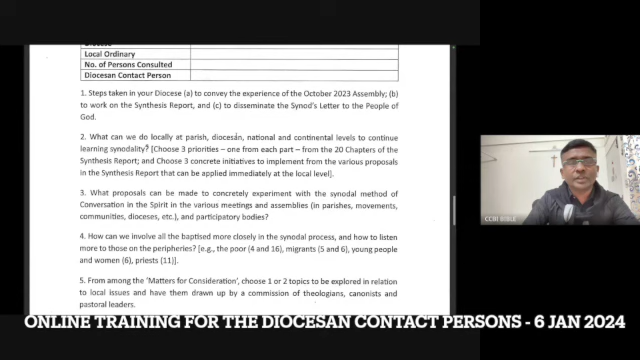 Diocese
Local Ordinary
No. of Persons Consulted
Diocesan Contact Person
1. Steps taken in your Diocese (a) to convey the experience of the October 2023 Assembly; (b)
to work on the Synthesis Report, and (c) to disseminate the Synod's Letter to the People of
God.
2. What can we do locally at parish, diocesan, national and continental levels to continue
learning synodality? [Choose 3 priorities – one from each part – from the 20 Chapters of
the Synthesis Report; and Choose 3 concrete initiatives to implement from the various proposals
in the Synthesis Report that can be applied immediately at the local level].
3. What proposals can be made to concretely experiment with the synodal method of
Conversation in the Spirit in the various meetings and assemblies (in parishes, movements,
communities, dioceses, etc.), and participatory bodies?
4. How can we involve all the baptised more closely in the synodal process, and how to listen
more to those on the peripheries? [e.g., the poor (4 and 16), migrants (5 and 6), young people
and women (6), priests (11)].
5. From among the 'Matters for Consideration', choose 1 or 2 topics to be explored in relation
to local issues and have them drawn up by a commission of theologians, canonists and
pastoral leaders.
CCBI BIBLE
ONLINE TRAINING FOR THE DIOCESAN CONTACT PERSONS - 6 JAN 2024